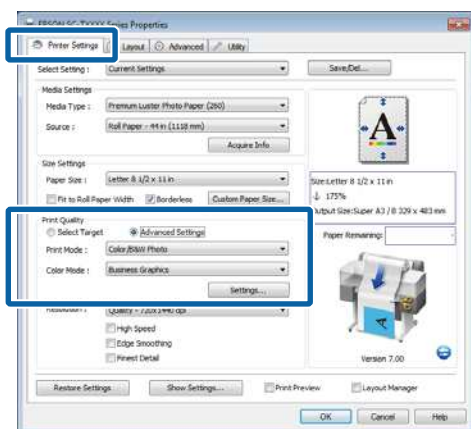 EPSON SC-TXXXX Series Properties
Printer Settings Layout Advanced Utility
Select Setting : Current Settings Save/Del...
Media Settings
Media Type : Premium Luster Photo Paper (260)
Source : Roll Paper - 44 in (1118 mm)
Acquire Info
Size Settings
Paper Size : Letter 8 1/2 x 11 in
Fit to Roll Paper Width Borderless Custom Paper Size...
Size:Letter 8 1/2 x 11 in
175%
Output Size:Super A3 / B 329 x 483 mm
Print Quality
Select Target Advanced Settings
Paper Remaining: -
Print Mode : Color/B&W Photo
Color Mode : Business Graphics
Settings...
Resolution : Quality - 720x1440 dpi
High Speed
Edge Smoothing
Finest Detail
Version 7.00
Restore Settings Show Settings... Print Preview Layout Manager
OK Cancel Help